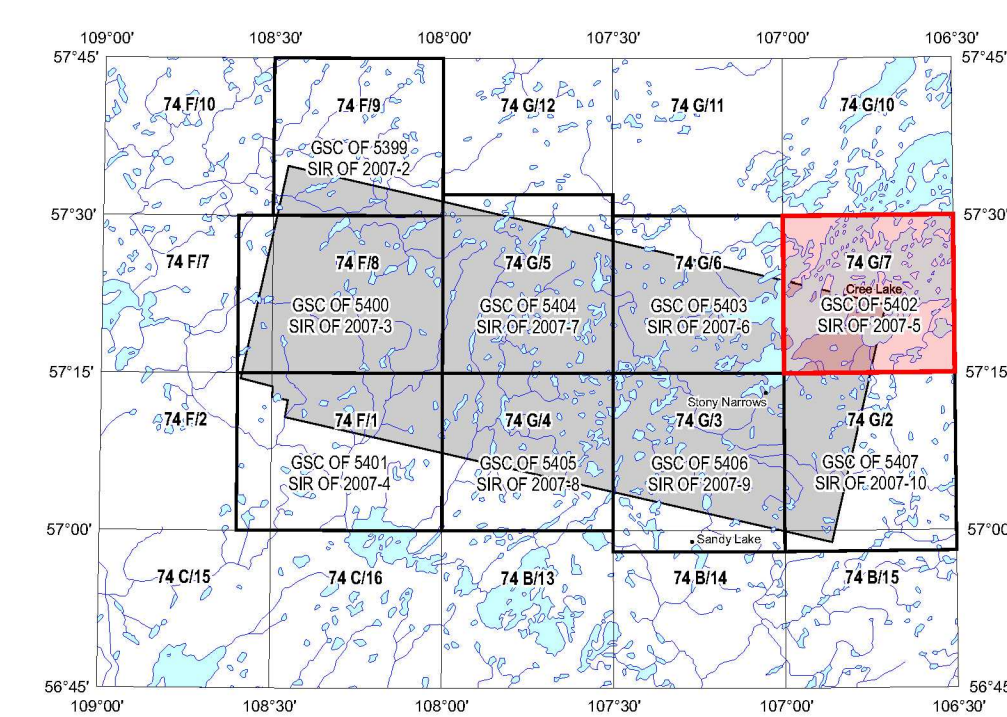 109°00' 108°30' 108°00' 107°30' 107°00' 106°30'
57°45' 57°45'
74 F/10 74 F/9 74 G/12 74 G/11 74 G/10
GSC OF 5399
SIR OF 2007-2
57°30' 57°30'
74 F/7 74 F/8 74 G/5 74 G/6 74 G/7
Cree Lake
GSC OF 5400 GSC OF 5404 GSC OF 5403 GSC OF 5402
SIR OF 2007-3 SIR OF 2007-7 SIR OF 2007-6 SIR OF 2007-5
57°15' 57°15'
Stony Narrows
74 F/2 74 F/1 74 G/4 74 G/3 74 G/2
GSC OF 5401 GSC OF 5405 GSC OF 5406 GSC OF 5407
SIR OF 2007-4 SIR OF 2007-8 SIR OF 2007-9 SIR OF 2007-10
57°00' 57°00
Sandy Lake
74 C/15 74 C/16 74 B/13 74 B/14 74 B/15
56°45' 56°45
109°00' 108°30' 108°00' 107°30' 107°00' 106°30'